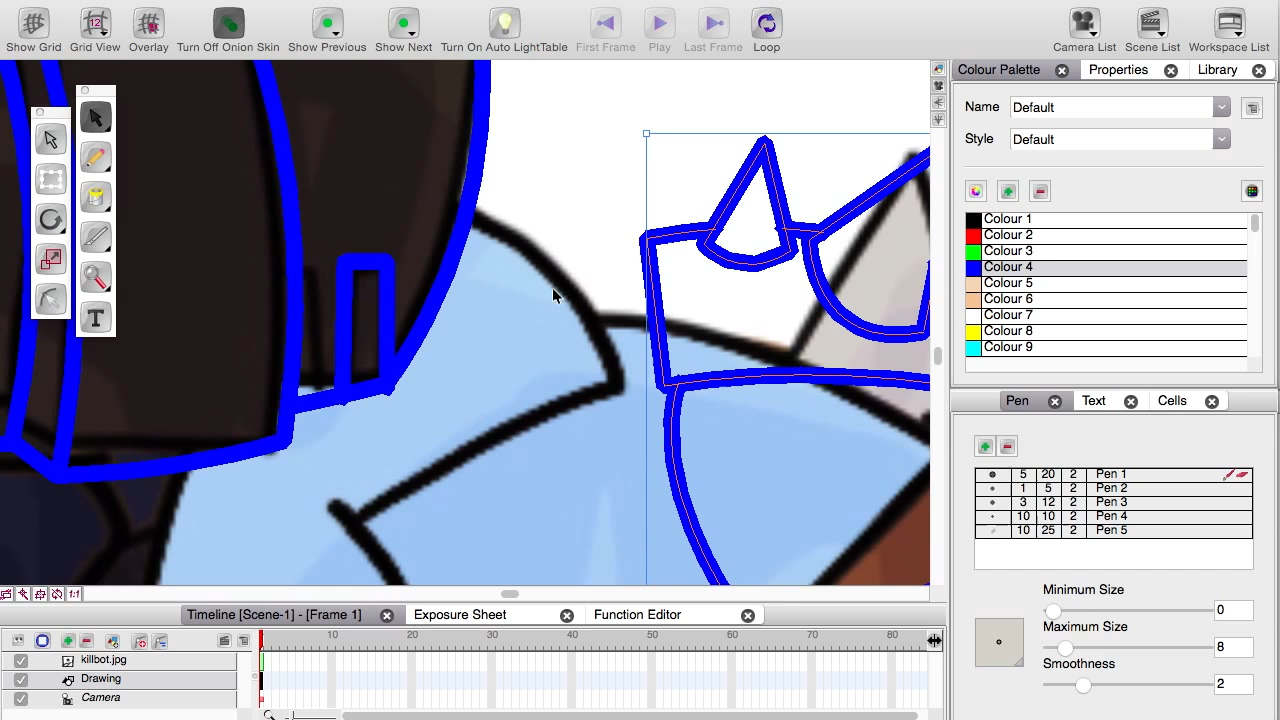 Show Grid Grid View Overlay Turn Off Onion Skin Show Previous Show Next Turn On Auto LightTable First Frame Play Last Frame Loop Camera List Scene List Workspace List
12
Colour Palette Properties Library
Name Default
Style Default
Colour 1
Colour 2
Colour 3
Colour 4
Colour 5
Colour 6
Colour 7
Colour 8
Colour 9
T
Pen Text Cells
5 20 2 Pen 1
1 5 2 Pen 2
3 12 2 Pen 3
10 10 2 Pen 4
10 25 2 Pen 5
Minimum Size
0
Maximum Size
8
Smoothness
2
1:1
Timeline [Scene-1] - [Frame 1] Exposure Sheet Function Editor
10 20 30 40 50 60 70 80
killbot.jpg
Drawing
Camera